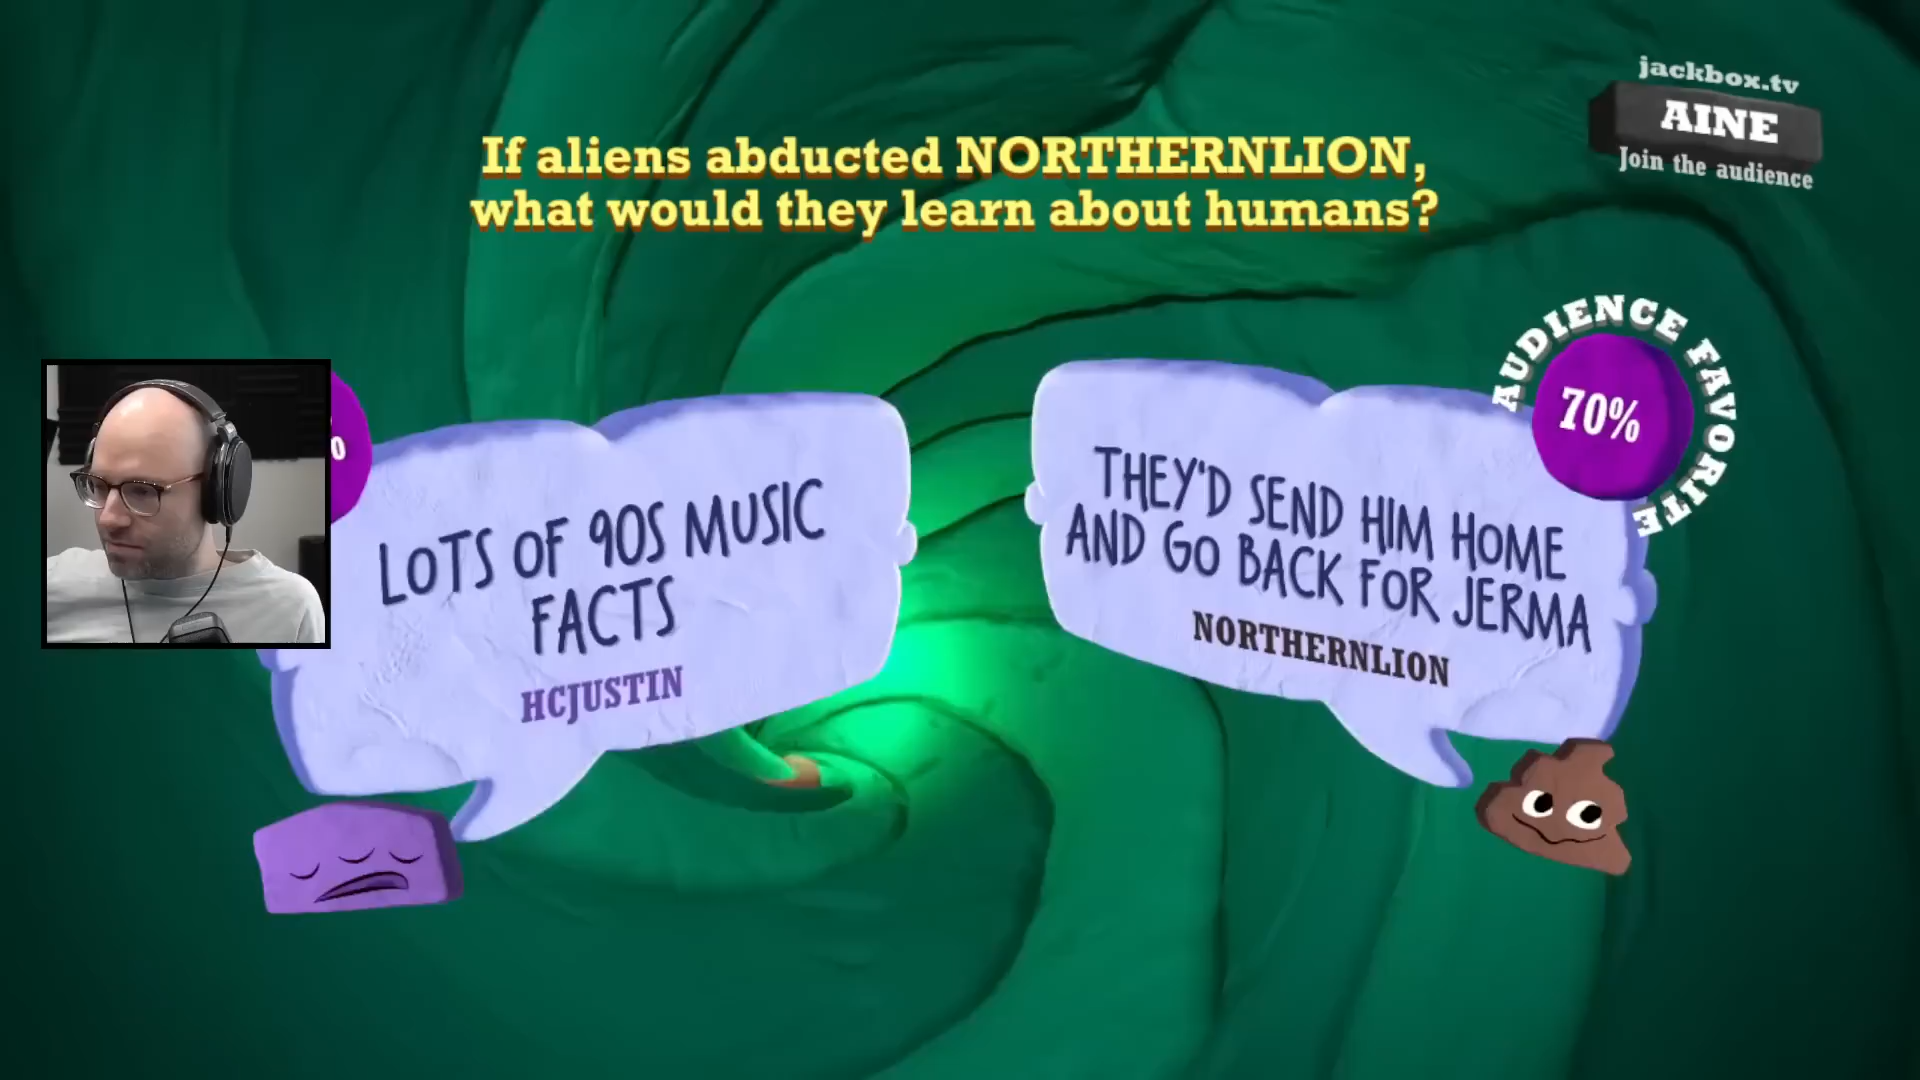 jackbox.tv
AINE
Join the audience
If aliens abducted NORTHERNLION,
what would they learn about humans?
AUDIENCE FAVORITE
70%
LOTS OF 90S MUSIC
FACTS
HCJUSTIN
THEY'D SEND HIM HOME
AND GO BACK FOR JERMA
NORTHERNLION